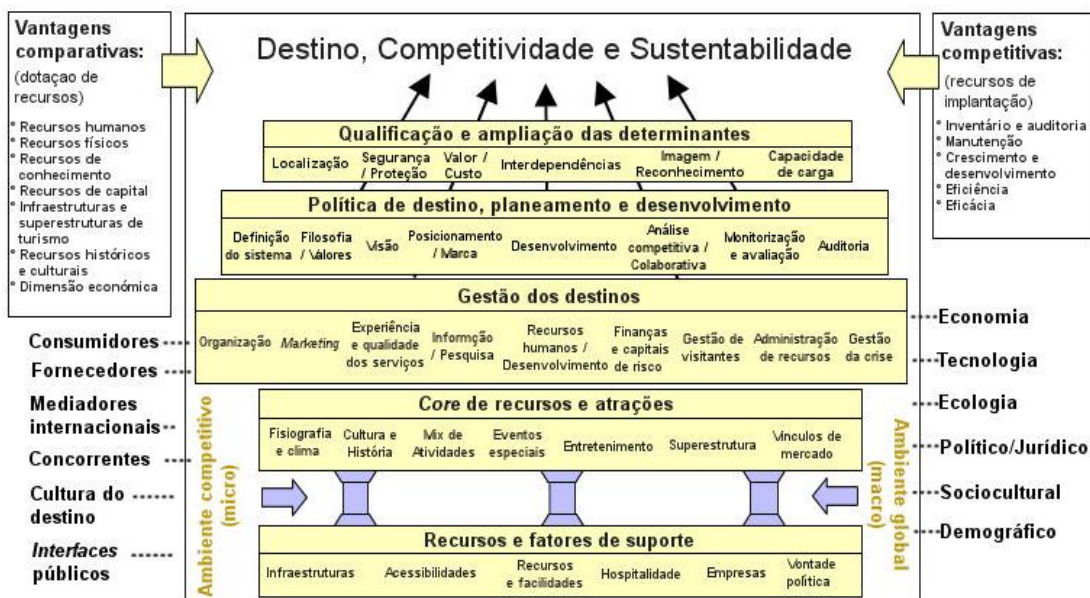 Vantagens
comparativas:
(dotaçao de
recursos)
° Recursos humanos
° Recursos físicos
° Recursos de
conhecimento
° Recursos de capital
° Infraestruturas e
superestruturas de
turismo
° Recursos históricos
e culturais
° Dimensão económica
Destino, Competitividade e Sustentabilidade
Vantagens
competitivas:
(recursos de
implantação)
° Inventário e auditoria
° Manutenção
° Crescimento e
desenvolvimento
° Eficiência
° Eficácia
Qualificação e ampliação das determinantes
Localização
Segurança
/ Proteção
Valor /
Custo
Interdependências
Imagem /
Reconhecimento
Capacidade
de carga
Política de destino, planeamento e desenvolvimento
Definição
do sistema
Filosofia
/ Valores
Visão
Posicionamento
/ Marca
Desenvolvimento
Análise
competitiva /
Colaborativa
Monitorização
e avaliação
Auditoria
Gestão dos destinos
Organização
Marketing
Experiência
e qualidade
dos serviços
Informção
/ Pesquisa
Recursos
humanos /
Desenvolvimento
Finanças
e capitais
de risco
Gestão de
visitantes
Administração
de recursos
Gestão
da crise
Core de recursos e atrações
Fisiografia
e clima
Cultura e
História
Mix de
Atividades
Eventos
especiais
Entretenimento
Superestrutura
Vínculos de
mercado
Recursos e fatores de suporte
Infraestruturas
Acessibilidades
Recursos
e facilidades
Hospitalidade
Empresas
Vontade
política
Consumidores
Fornecedores
Mediadores
internacionais
Concorrentes
Cultura do
destino
Interfaces
públicos
Ambiente competitivo
(micro)
Ambiente global
(macro)
Economia
Tecnologia
Ecologia
Político/Jurídico
Sociocultural
Demográfico